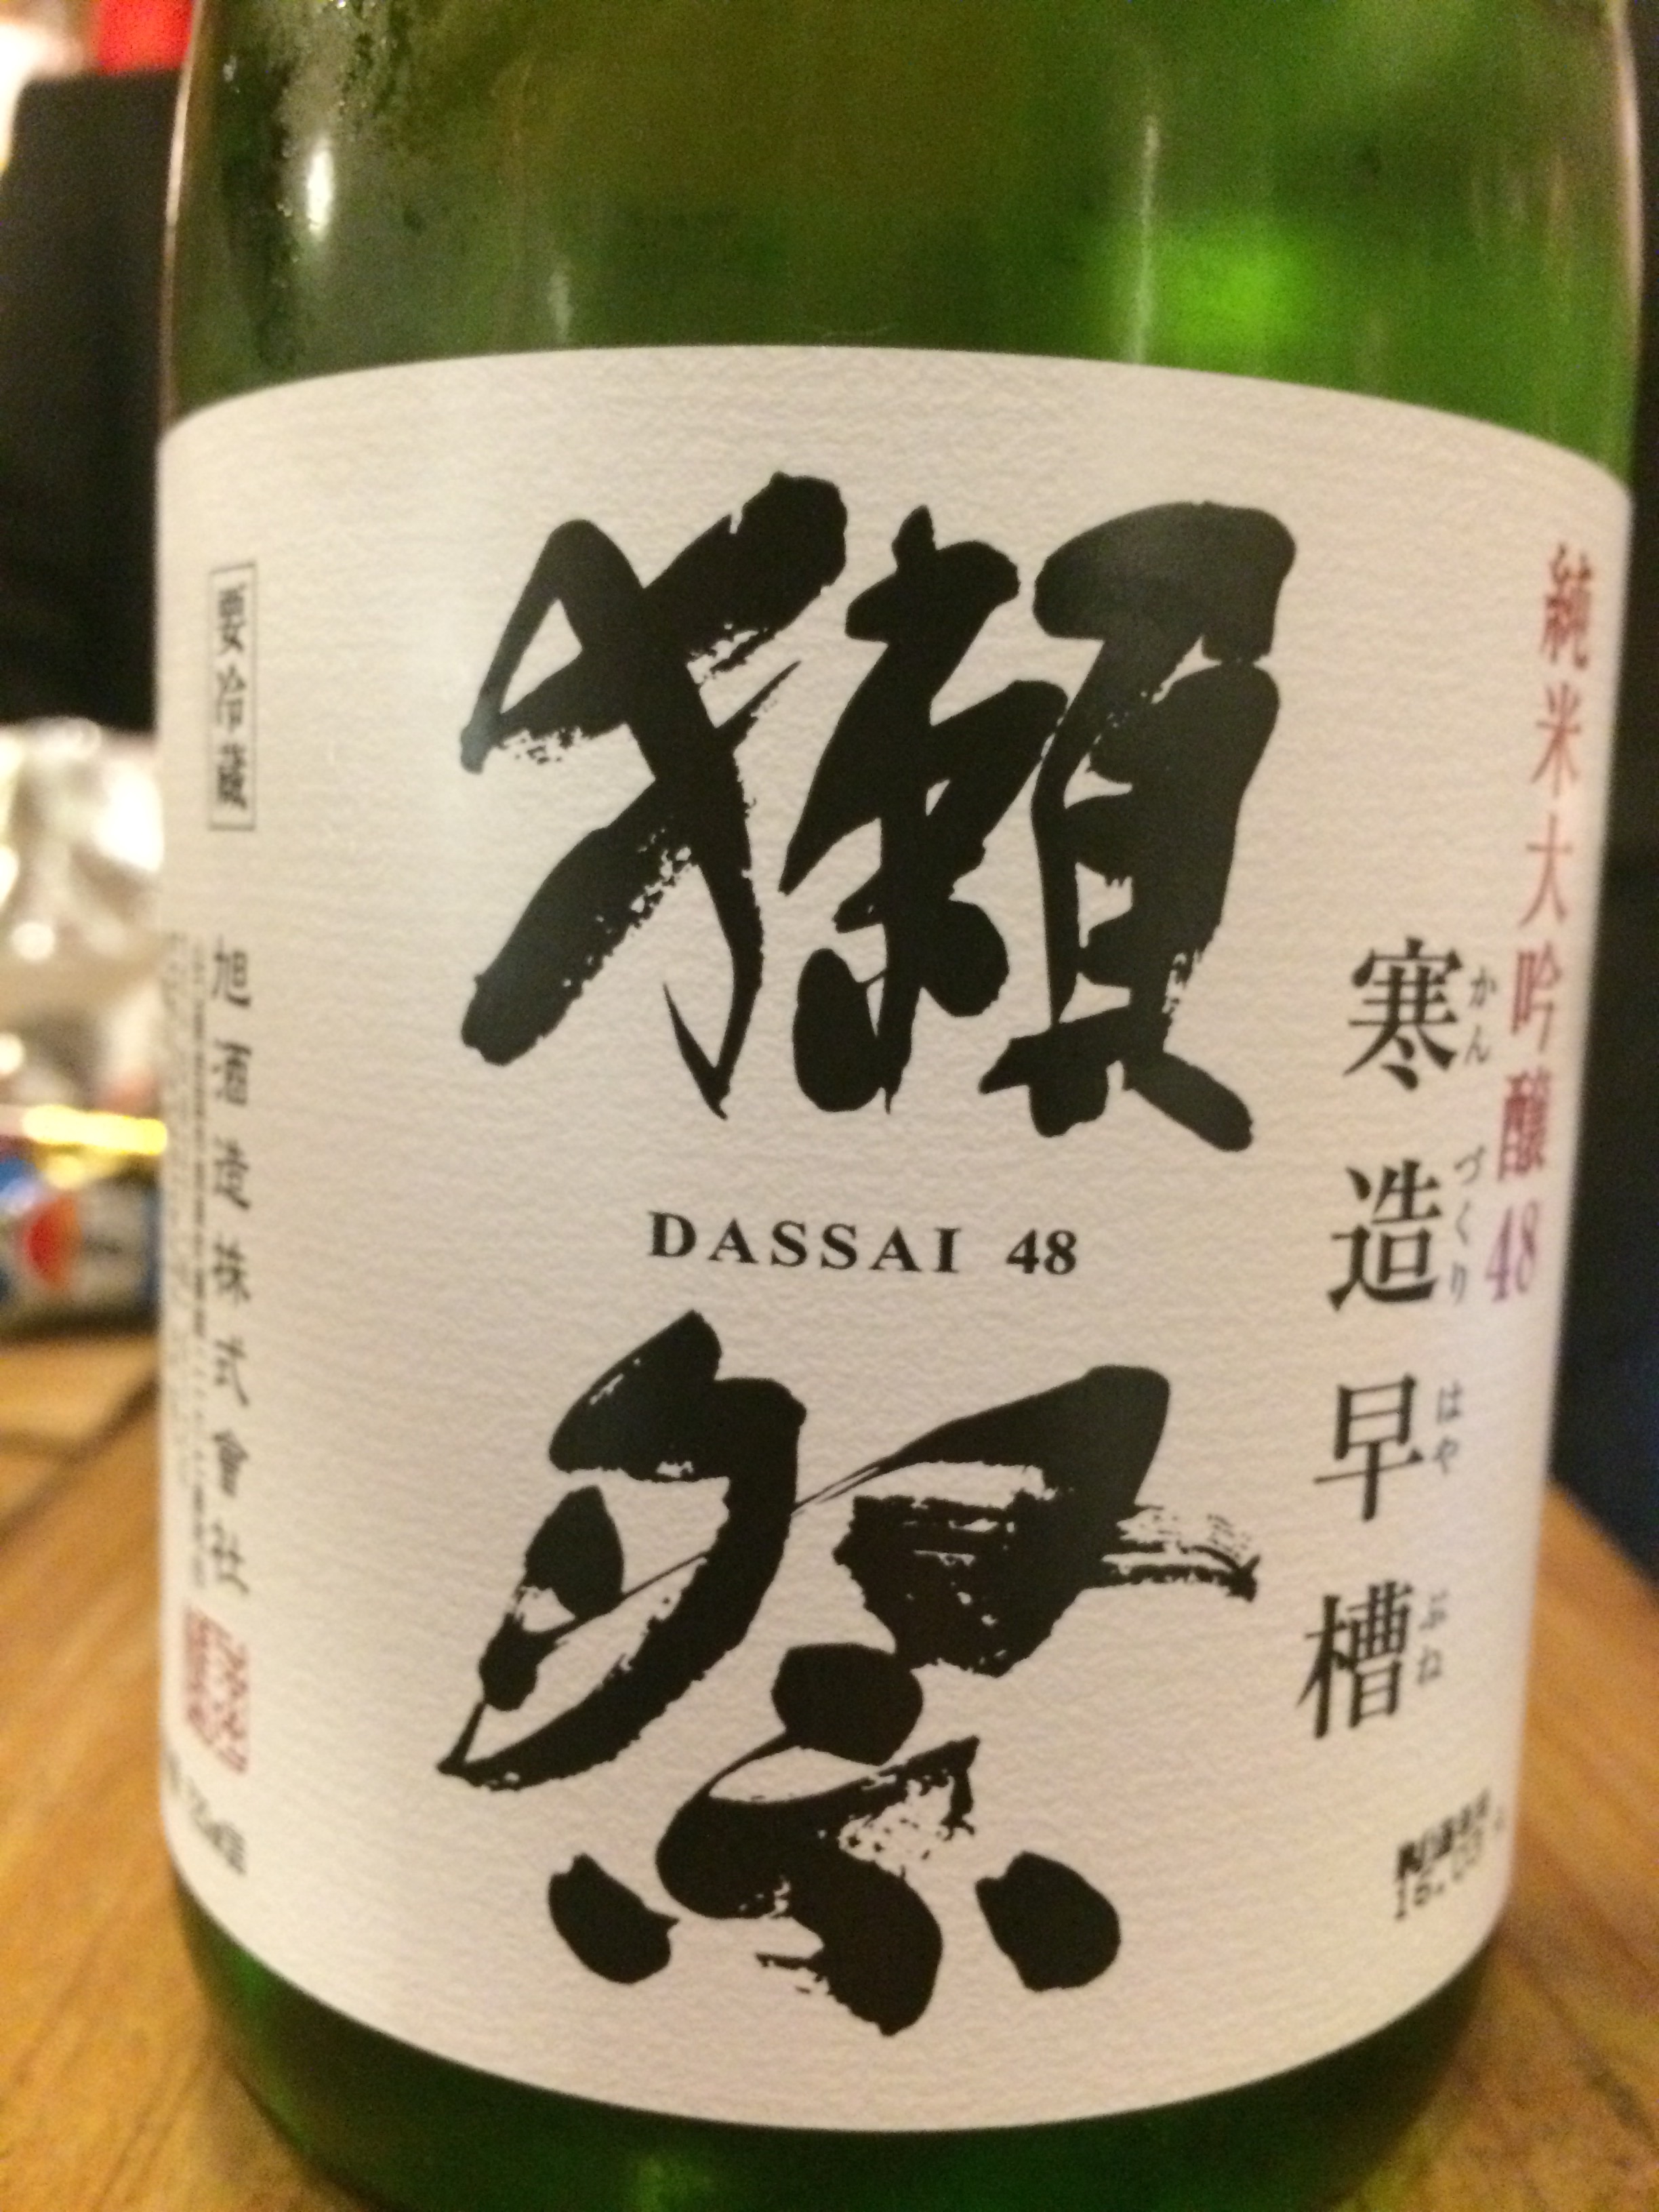 純米大吟醸48
寒造早槽
かんづくりはやぶね
獺祭
DASSAI 48
要冷蔵
旭酒造株式會社